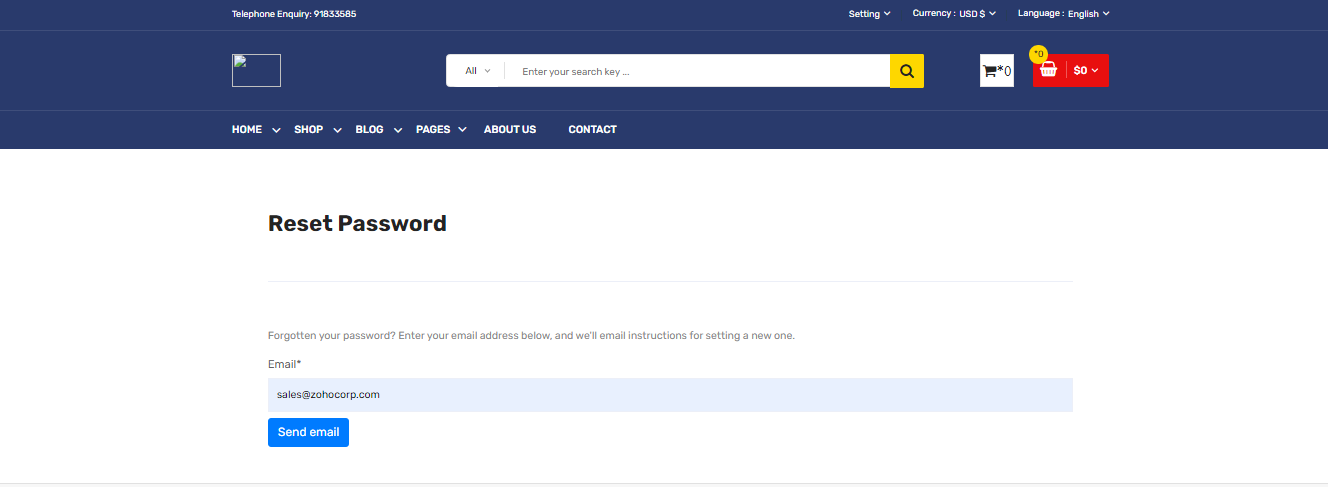 Telephone Enquiry: 91833585
Setting
Currency : USD $
Language : English
All
Enter your search key ...
*0
*0
$0
HOME
SHOP
BLOG
PAGES
ABOUT US
CONTACT
Reset Password
Forgotten your password? Enter your email address below, and we'll email instructions for setting a new one.
Email*
sales@zohocorp.com
Send email